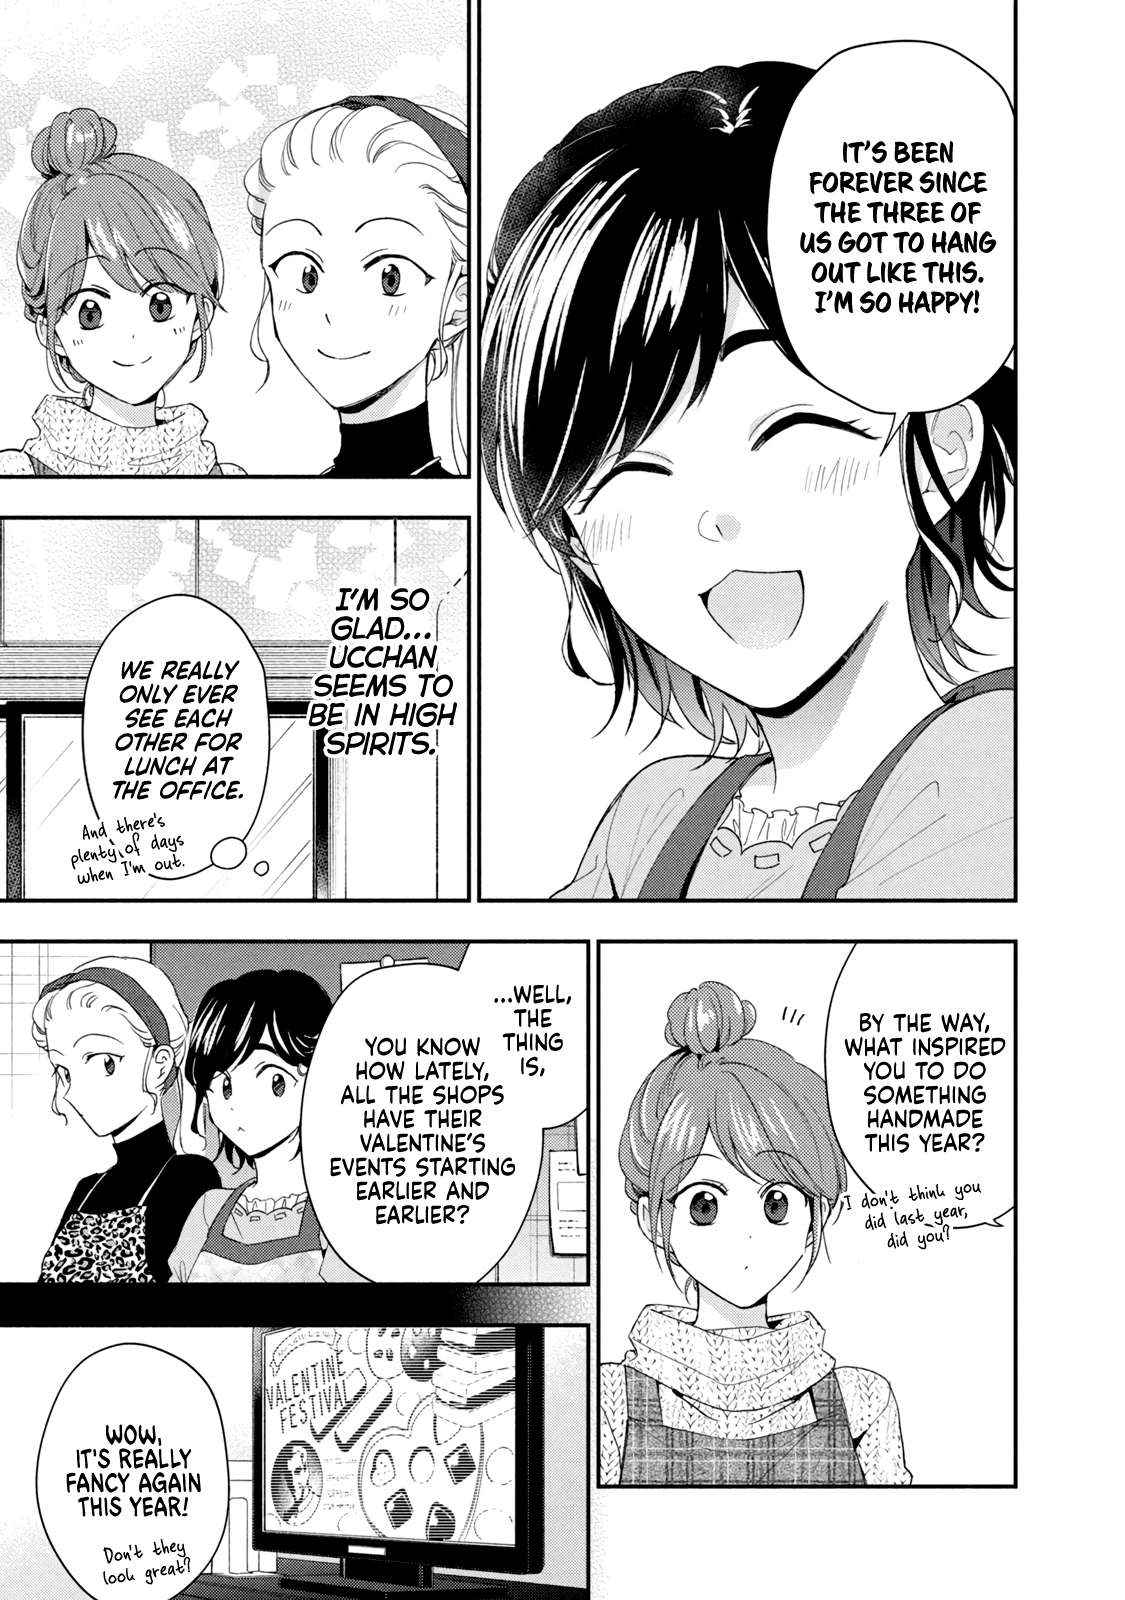 IT'S BEEN
FOREVER SINCE
THE THREE OF
US GOT TO HANG
OUT LIKE THIS.
I'M SO HAPPY!
I'M SO
GLAD...
UCCHAN
SEEMS TO
BE IN HIGH
SPIRITS.
WE REALLY
ONLY EVER
SEE EACH
OTHER FOR
LUNCH AT
THE OFFICE.
And there's
plenty of days
when I'm out.
BY THE WAY,
WHAT INSPIRED
YOU TO DO
SOMETHING
HANDMADE
THIS YEAR?
I don't think you
did last year,
did you?
...WELL,
THE
THING
IS,
YOU KNOW
HOW LATELY,
ALL THE SHOPS
HAVE THEIR
VALENTINE'S
EVENTS STARTING
EARLIER AND
EARLIER?
VALENTINE
FESTIVAL
WOW,
IT'S REALLY
FANCY AGAIN
THIS YEAR!
Don't they
look great?